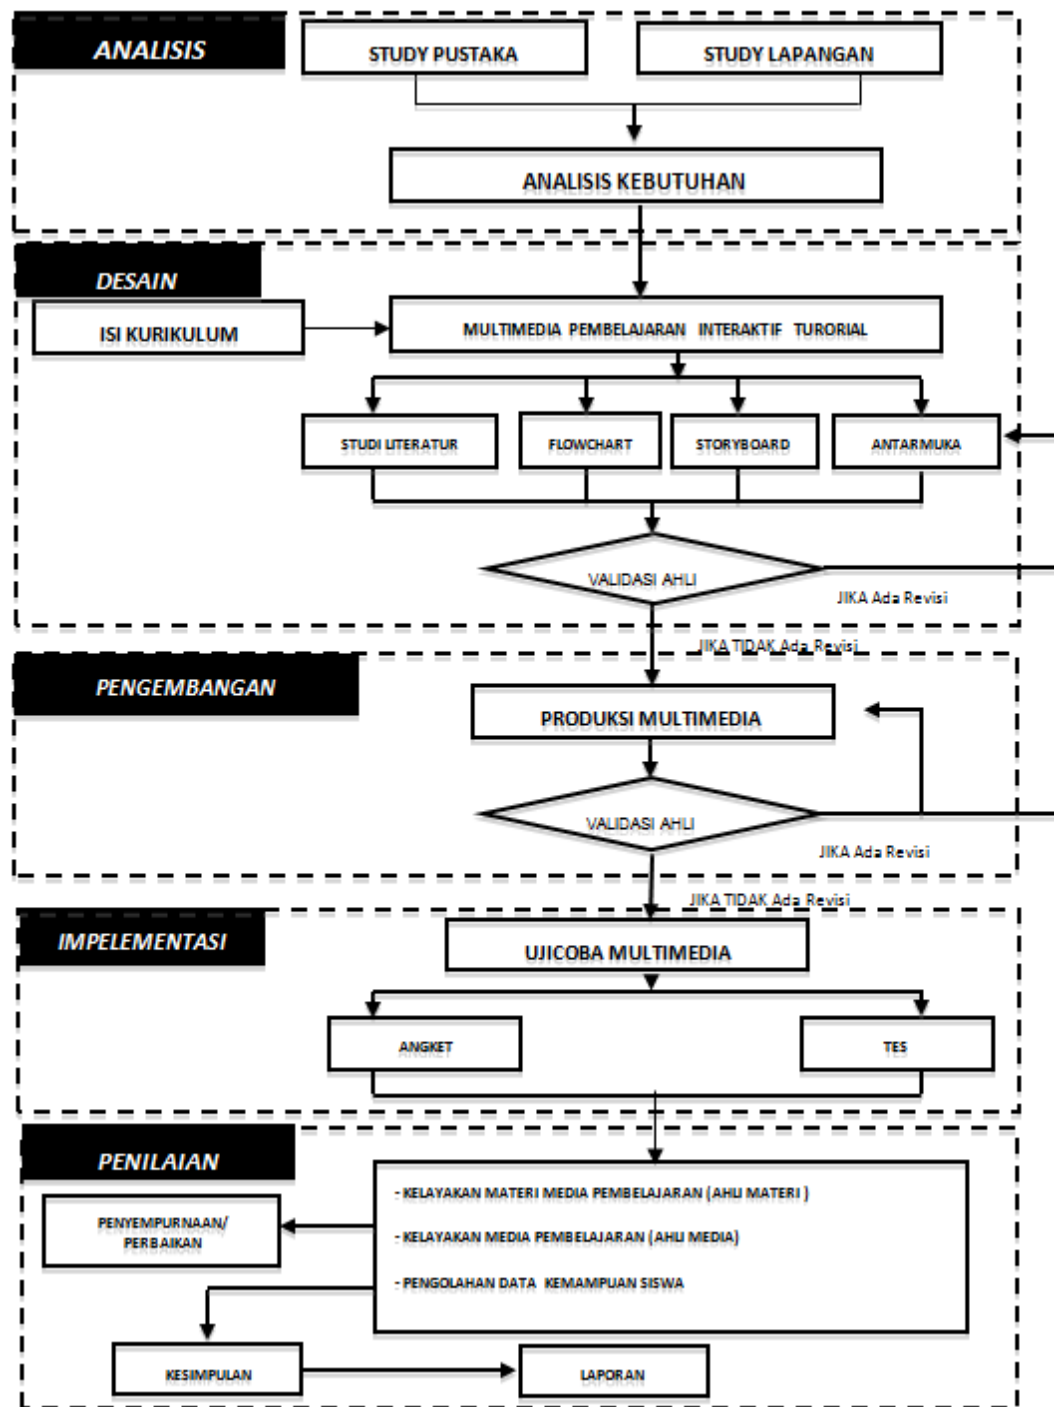 ANALISIS
STUDY PUSTAKA
STUDY LAPANGAN
ANALISIS KEBUTUHAN
DESAIN
ISI KURIKULUM
MULTIMEDIA PEMBELAJARAN INTERAKTIF TURORIAL
STUDI LITERATUR
FLOWCHART
STORYBOARD
ANTARMUKA
VALIDASI AHLI
JIKA Ada Revisi
JIKA TIDAK Ada Revisi
PENGEMBANGAN
PRODUKSI MULTIMEDIA
VALIDASI AHLI
JIKA Ada Revisi
JIKA TIDAK Ada Revisi
IMPELEMENTASI
UJICOBA MULTIMEDIA
ANGKET
TES
PENILAIAN
- KELAYAKAN MATERI MEDIA PEMBELAJARAN (AHLI MATERI )
- KELAYAKAN MEDIA PEMBELAJARAN (AHLI MEDIA)
- PENGOLAHAN DATA KEMAMPUAN SISWA
PENYEMPURNAAN/
PERBAIKAN
KESIMPULAN
LAPORAN